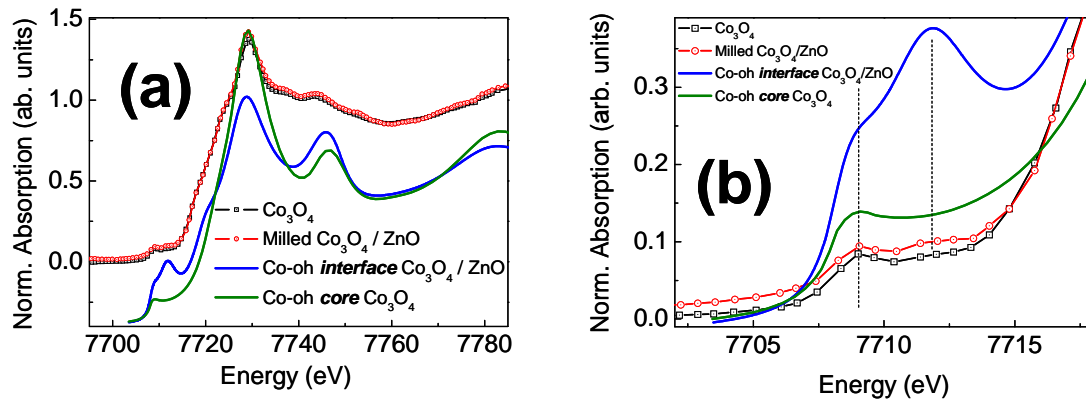 (a)
Norm. Absorption (ab. units)
1.5
1.0
0.5
0.0
Co₃O₄
Milled Co₃O₄ / ZnO
Co-oh interface Co₃O₄ / ZnO
Co-oh core Co₃O₄
7700 7720 7740 7760 7780
Energy (eV)
(b)
Norm. Absorption (arb. units)
0.3
0.2
0.1
0.0
Co₃O₄
Milled Co₃O₄/ZnO
Co-oh interface Co₃O₄/ZnO
Co-oh core Co₃O₄
7705 7710 7715
Energy (eV)